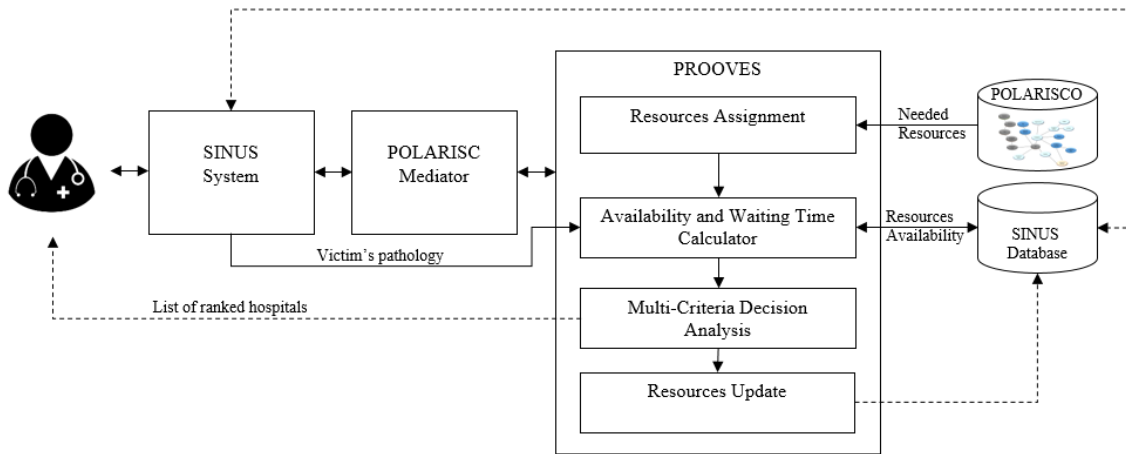 PROOVES
POLARISCO
Resources Assignment
Needed
Resources
SINUS
System
POLARISC
Mediator
Availability and Waiting Time
Calculator
Resources
Availability
SINUS
Database
Victim's pathology
List of ranked hospitals
Multi-Criteria Decision
Analysis
Resources Update